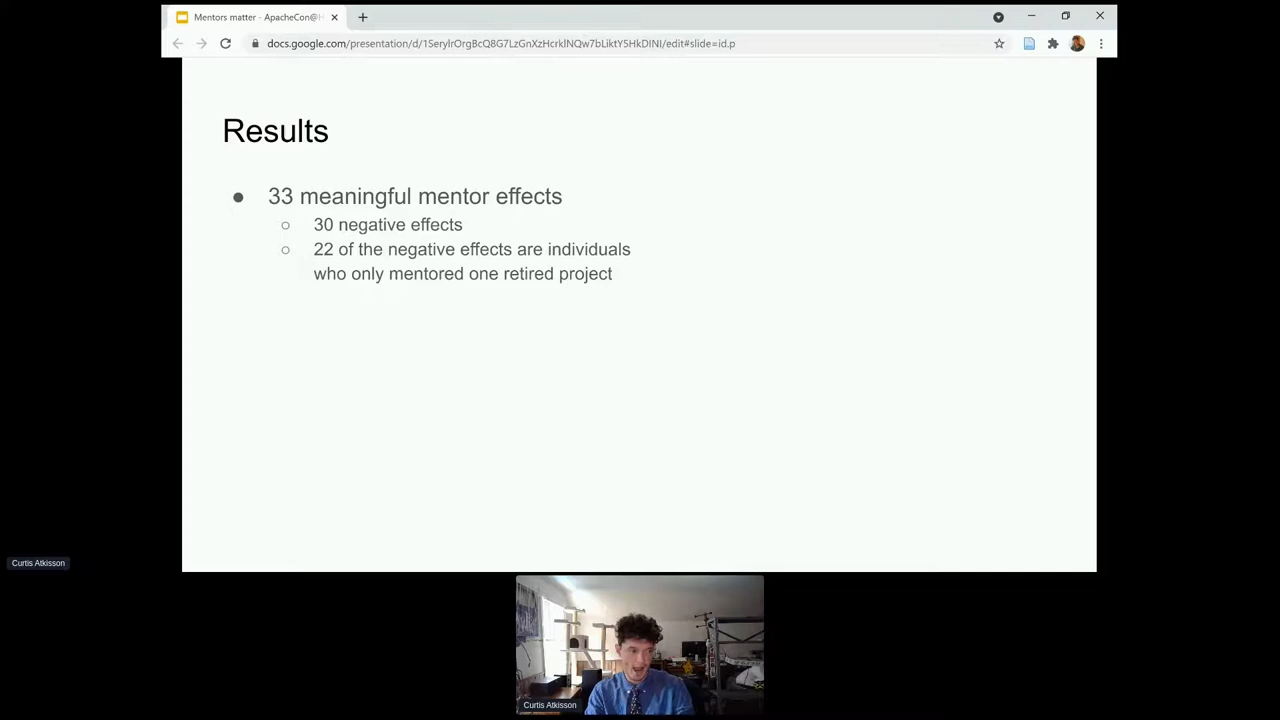 Mentors matter - ApacheCon@H
docs.google.com/presentation/d/1SerylrOrgBcQ8G7LzGnXzHcrklNQw7bLiktY5HkDINI/edit#slide=id.p
Results
● 33 meaningful mentor effects
○ 30 negative effects
○ 22 of the negative effects are individuals
who only mentored one retired project
Curtis Atkisson
Curtis Atkisson